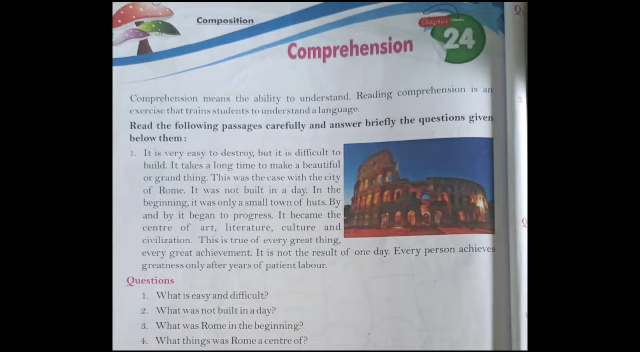 Composition
Chapter
24
Comprehension
Comprehension means the ability to understand. Reading comprehension is an
exercise that trains students to understand a language.
Read the following passages carefully and answer briefly the questions given
below them :
1. It is very easy to destroy, but it is difficult to
build. It takes a long time to make a beautiful
or grand thing. This was the case with the city
of Rome. It was not built in a day. In the
beginning, it was only a small town of huts. By
and by it began to progress. It became the
centre of art, literature, culture and
civilization. This is true of every great thing,
every great achievement. It is not the result of one day. Every person achieves
greatness only after years of patient labour.
Questions
1. What is easy and difficult?
2. What was not built in a day?
3. What was Rome in the beginning?
4. What things was Rome a centre of?
Q
Q